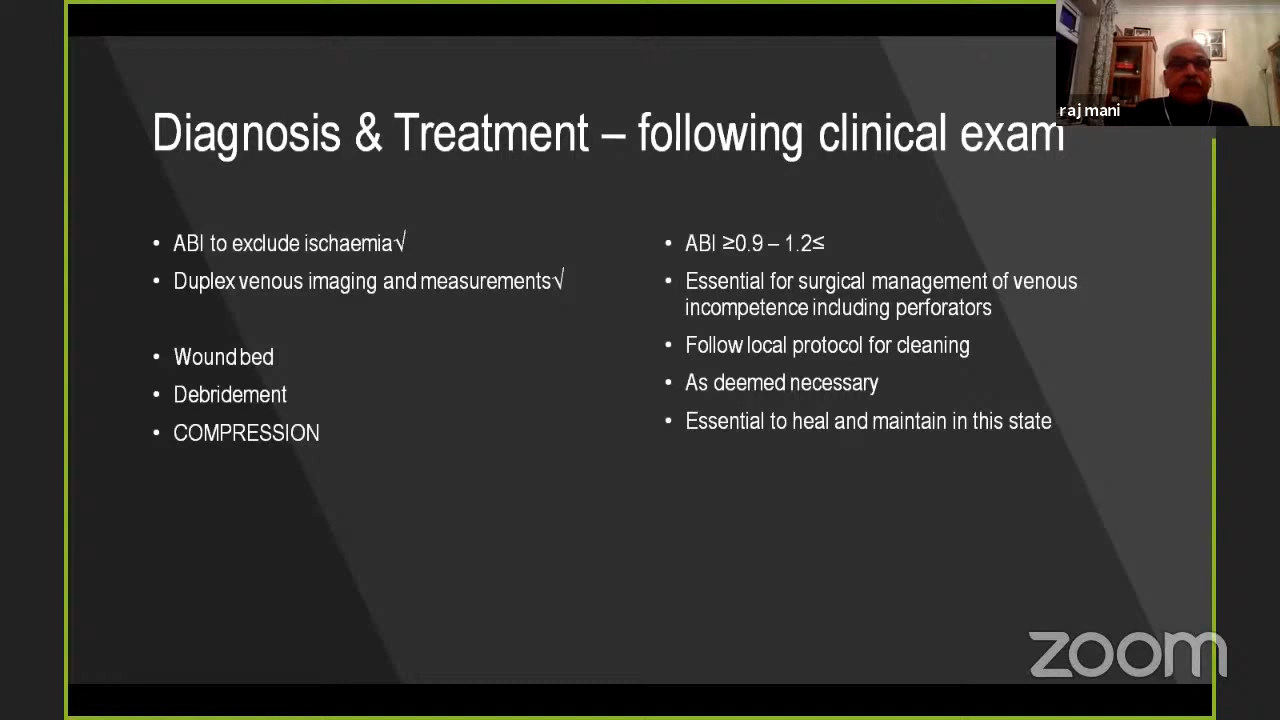 raj mani
Diagnosis & Treatment – following clinical exam
• ABI to exclude ischaemia√
• Duplex venous imaging and measurements√
• Wound bed
• Debridement
• COMPRESSION
• ABI ≥0.9 – 1.2≤
• Essential for surgical management of venous
incompetence including perforators
• Follow local protocol for cleaning
• As deemed necessary
• Essential to heal and maintain in this state
zoom